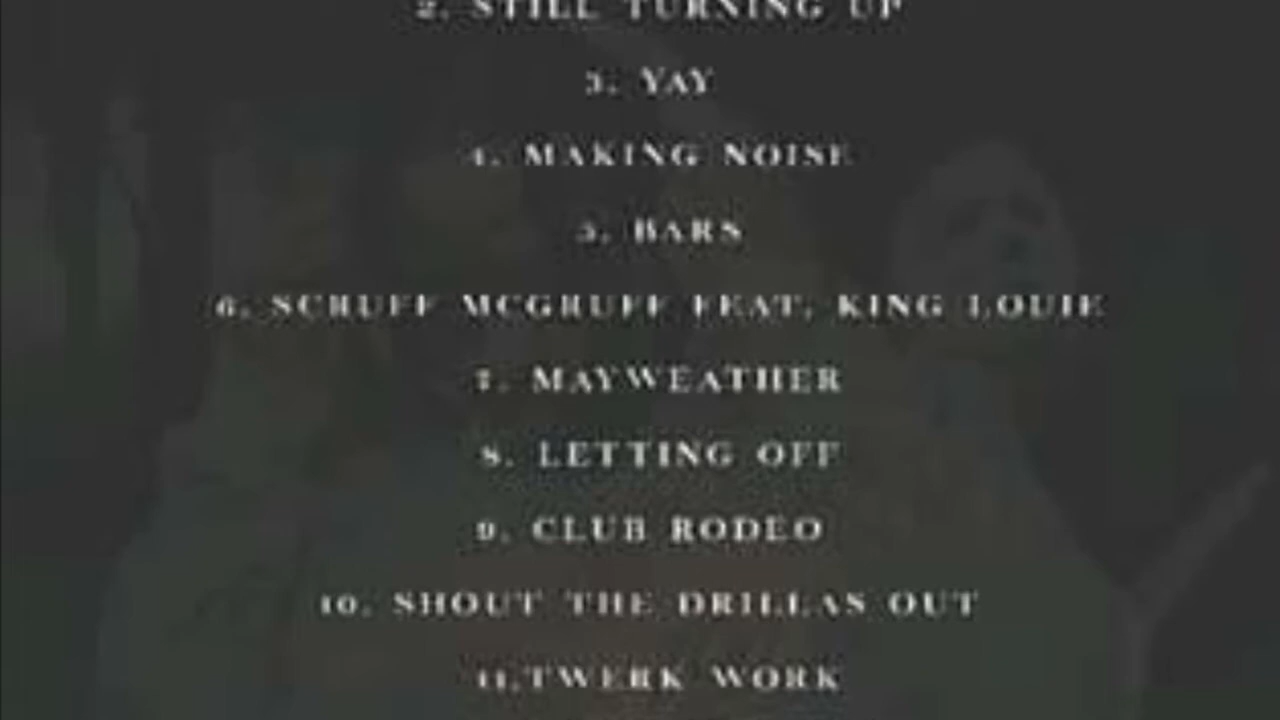 2. STILL TURNING UP
3. YAY
4. MAKING NOISE
5. BARS
6. SCRUFF MCGRUFF FEAT. KING LOUIE
7. MAYWEATHER
8. LETTING OFF
9. CLUB RODEO
10. SHOUT THE DRILLAS OUT
11.TWERK WORK